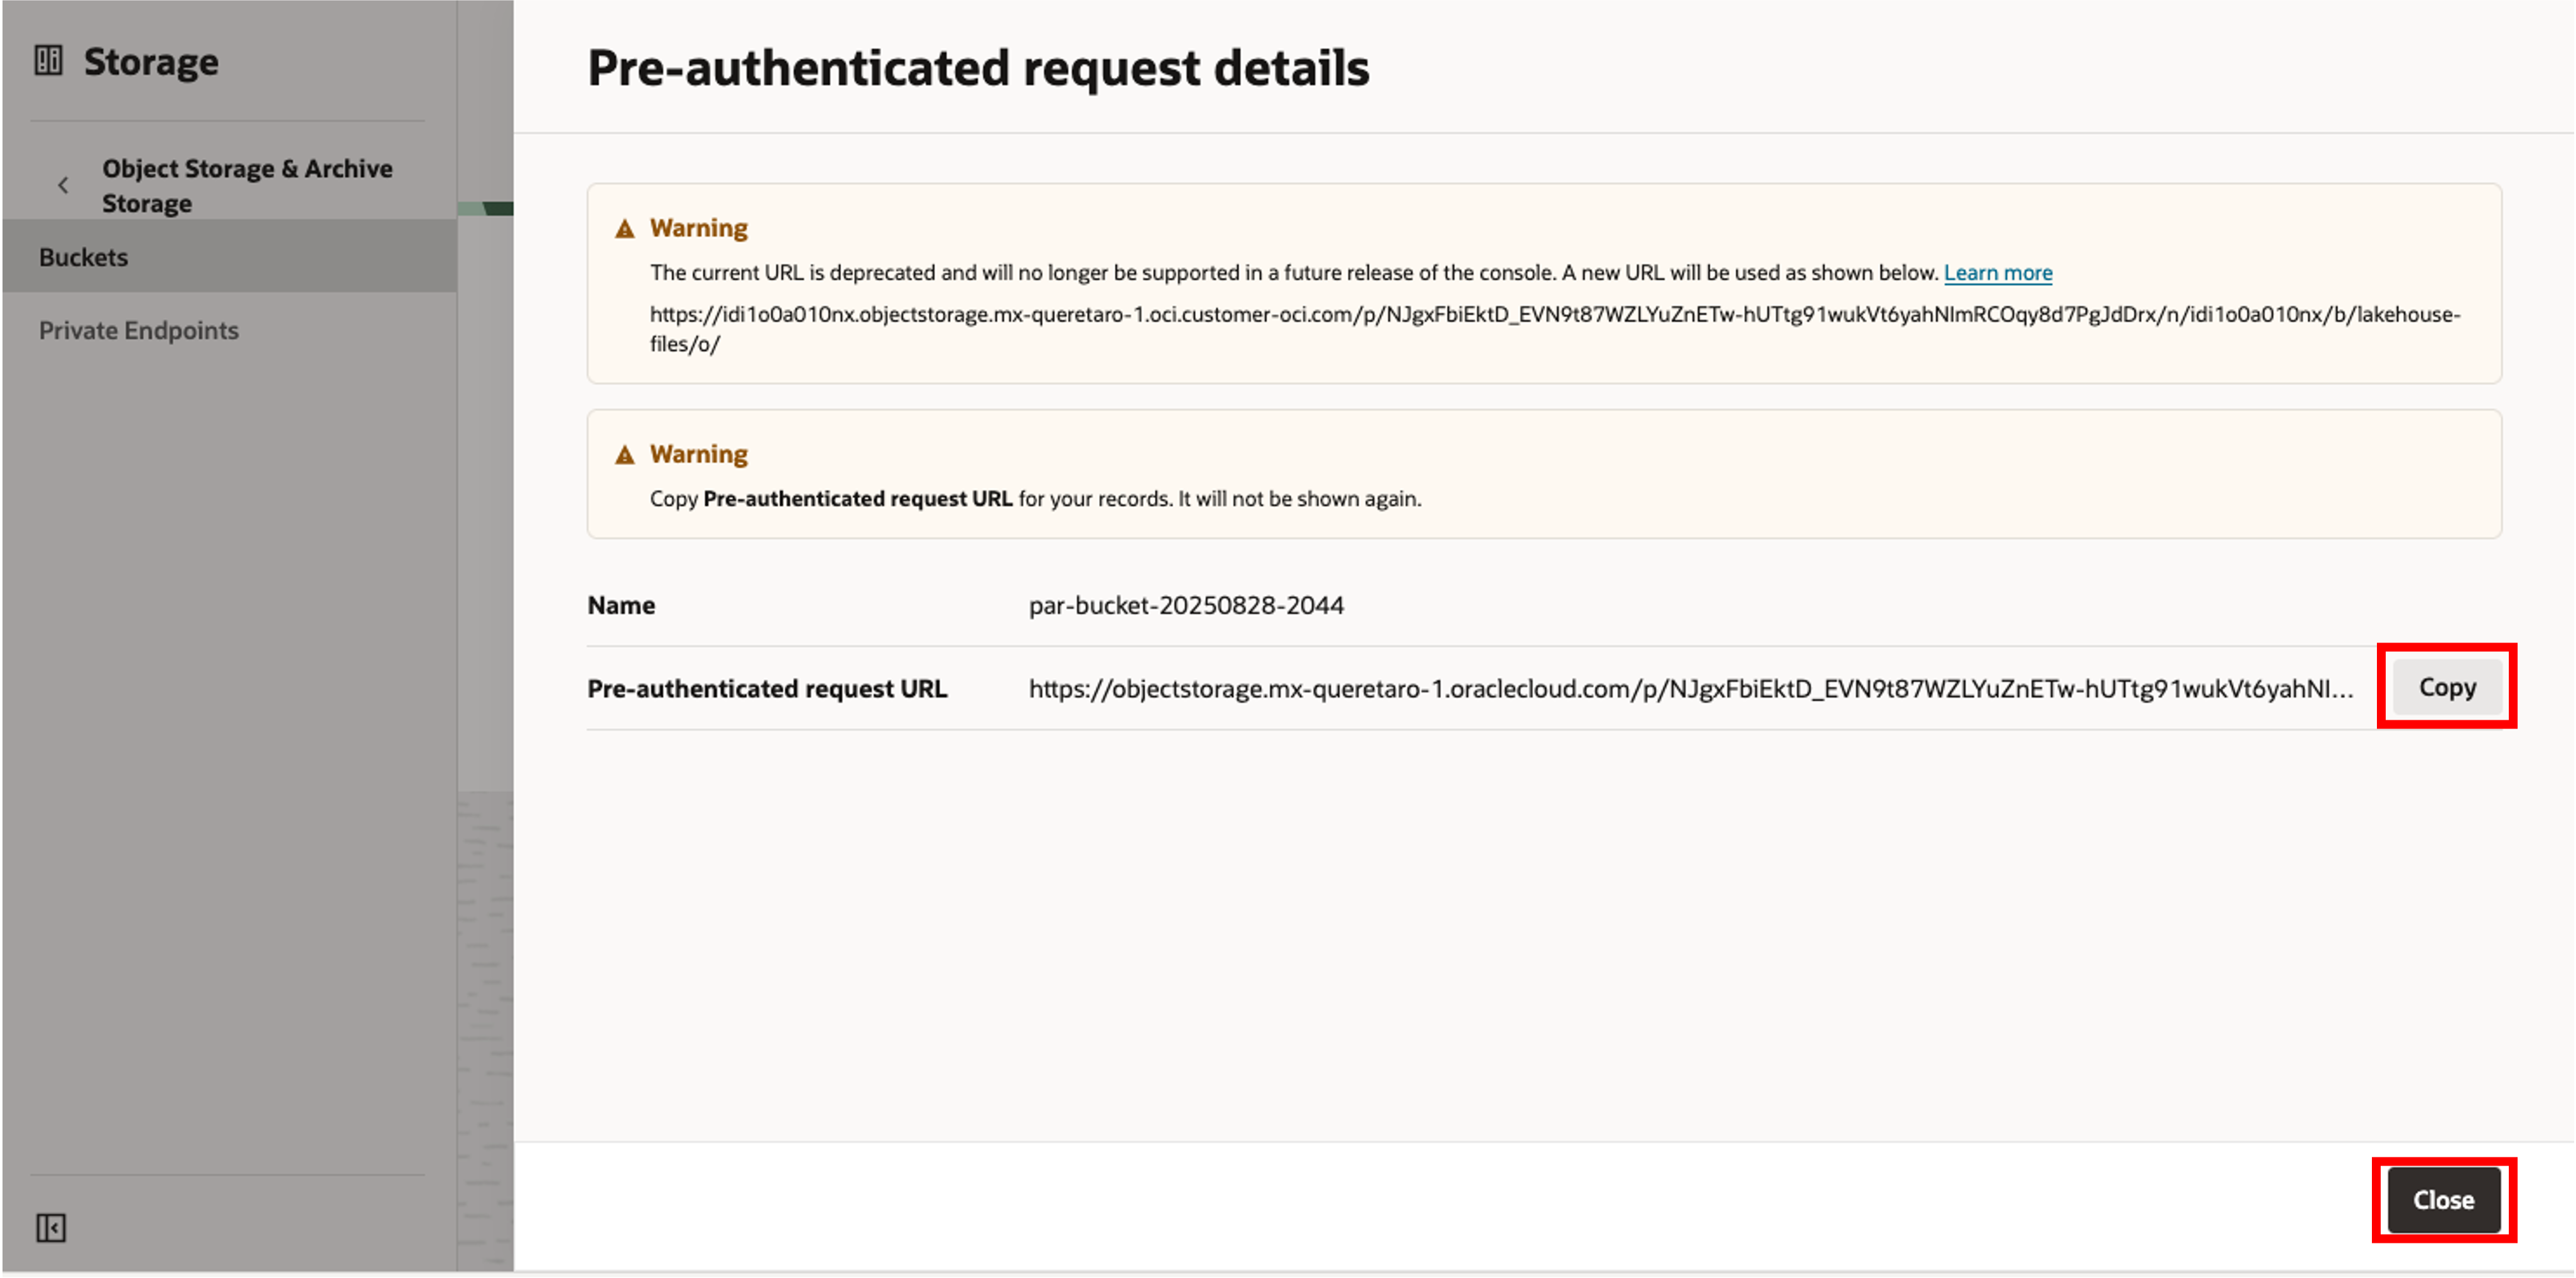 Storage
Object Storage & Archive
Storage
Buckets
Private Endpoints
Pre-authenticated request details
Warning
The current URL is deprecated and will no longer be supported in a future release of the console. A new URL will be used as shown below. Learn more
https://idi1o0a010nx.objectstorage.mx-queretaro-1.oci.customer-oci.com/p/NJgxFbiEktD_EVN9t87WZLYuZnETw-hUTtg91wukVt6yahNlmRCOqy8d7PgJdDrx/n/idi1o0a010nx/b/lakehouse-
files/o/
Warning
Copy Pre-authenticated request URL for your records. It will not be shown again.
Name par-bucket-20250828-2044
Pre-authenticated request URL https://objectstorage.mx-queretaro-1.oraclecloud.com/p/NJgxFbiEktD_EVN9t87WZLYuZnETw-hUTtg91wukVt6yahNl... Copy
Close